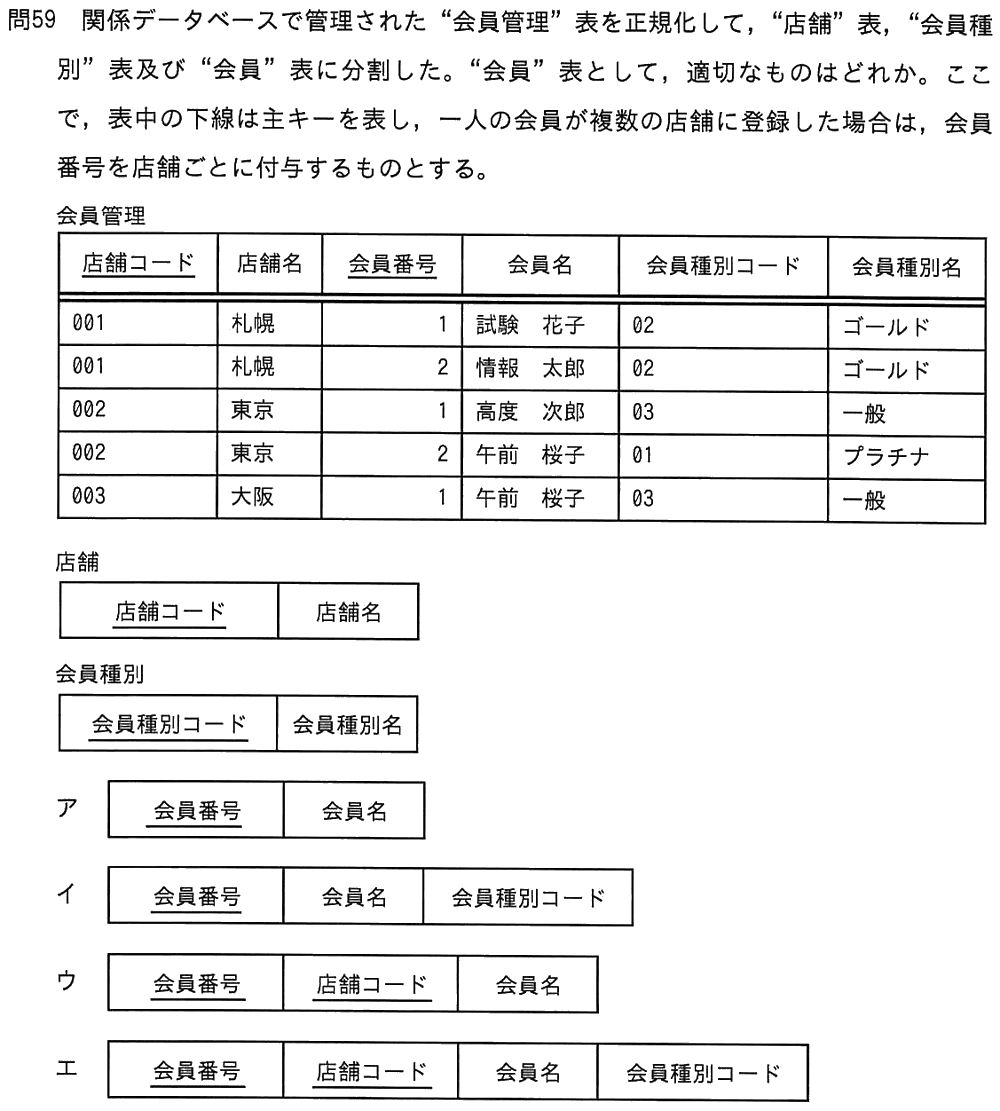 問59 関係データベースで管理された“会員管理”表を正規化して，“店舗”表，“会員種
別”表及び“会員”表に分割した。“会員”表として，適切なものはどれか。ここ
で，表中の下線は主キーを表し，一人の会員が複数の店舗に登録した場合は，会員
番号を店舗ごとに付与するものとする。
会員管理
店舗コード 店舗名 会員番号 会員名 会員種別コード 会員種別名
001 札幌 1 試験 花子 02 ゴールド
001 札幌 2 情報 太郎 02 ゴールド
002 東京 1 高度 次郎 03 一般
002 東京 2 午前 桜子 01 プラチナ
003 大阪 1 午前 桜子 03 一般
店舗
店舗コード 店舗名
会員種別
会員種別コード 会員種別名
ア 会員番号 会員名
イ 会員番号 会員名 会員種別コード
ウ 会員番号 店舗コード 会員名
エ 会員番号 店舗コード 会員名 会員種別コード